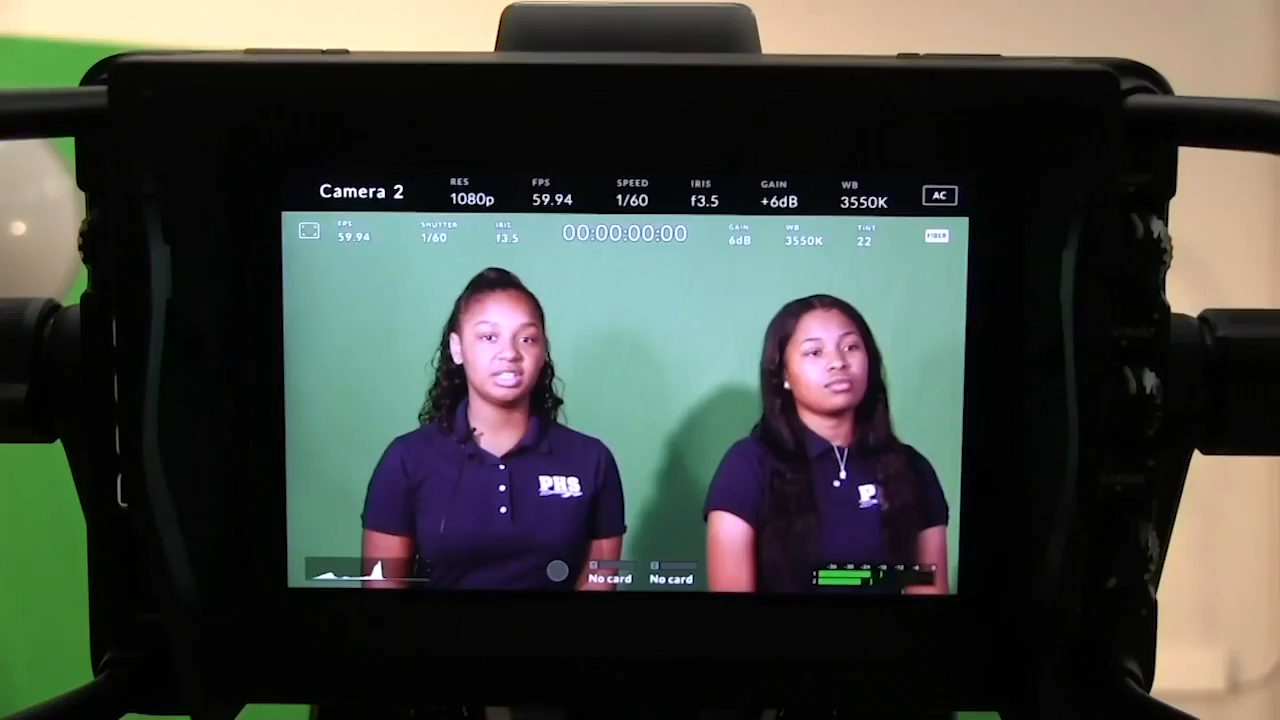 Camera 2
RES
1080p
FPS
59.94
SPEED
1/60
IRIS
f3.5
GAIN
+6dB
WB
3550K
AC
FPS
59.94
SHUTTER
1/60
IRIS
f3.5
00:00:00:00
GAIN
6dB
WB
3550K
TINT
22
FIBER
PHS
P
No card
No card